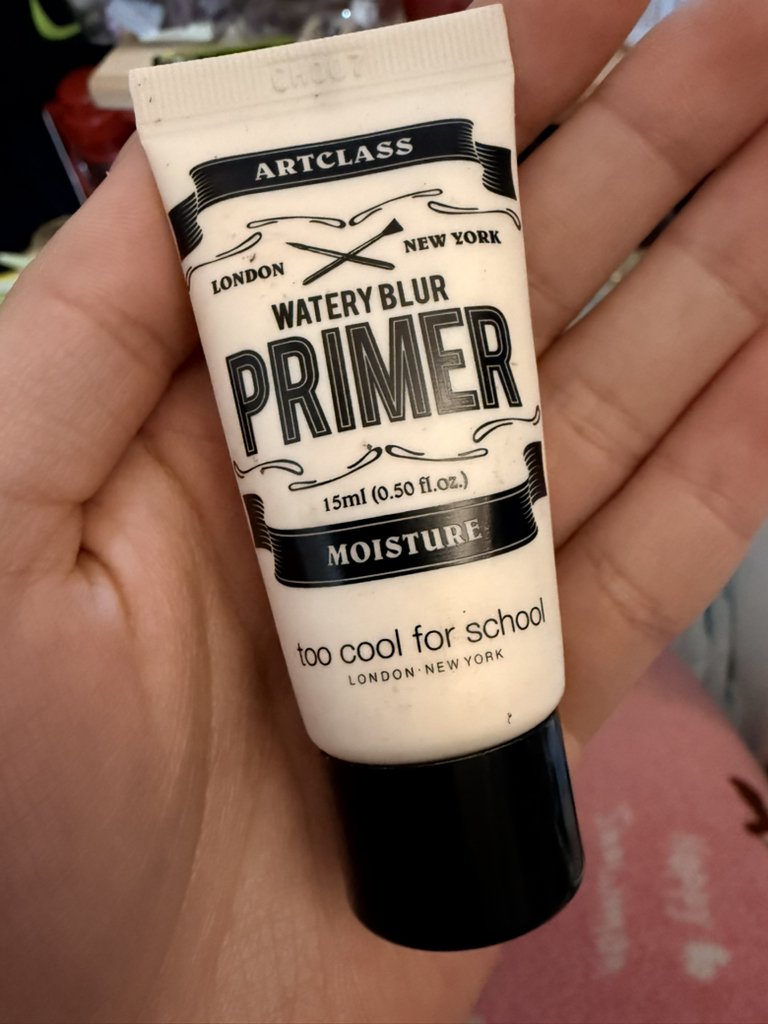 ARTCLASS
LONDON NEW YORK
WATERY BLUR
PRIMER
15ml (0.50 fl.oz.)
MOISTURE
too cool for school
LONDON·NEW YORK